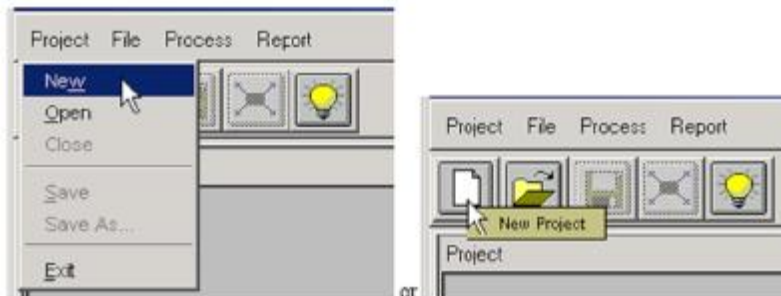 Project File Process Report
New
Open
Close
Save
Save As...
Exit
or
Project File Process Report
New Project
Project